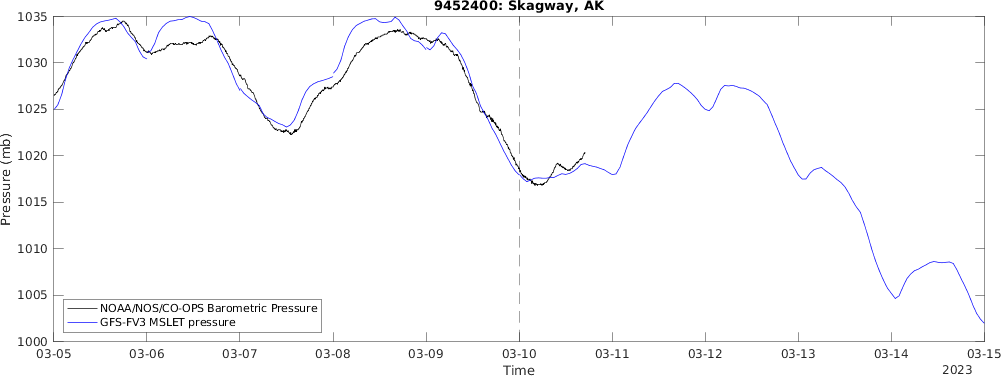 9452400: Skagway, AK
Pressure (mb)
1035
1030
1025
1020
1015
1010
1005
1000
NOAA/NOS/CO-OPS Barometric Pressure
GFS-FV3 MSLET pressure
03-05 03-06 03-07 03-08 03-09 03-10 03-11 03-12 03-13 03-14 03-15
Time
2023